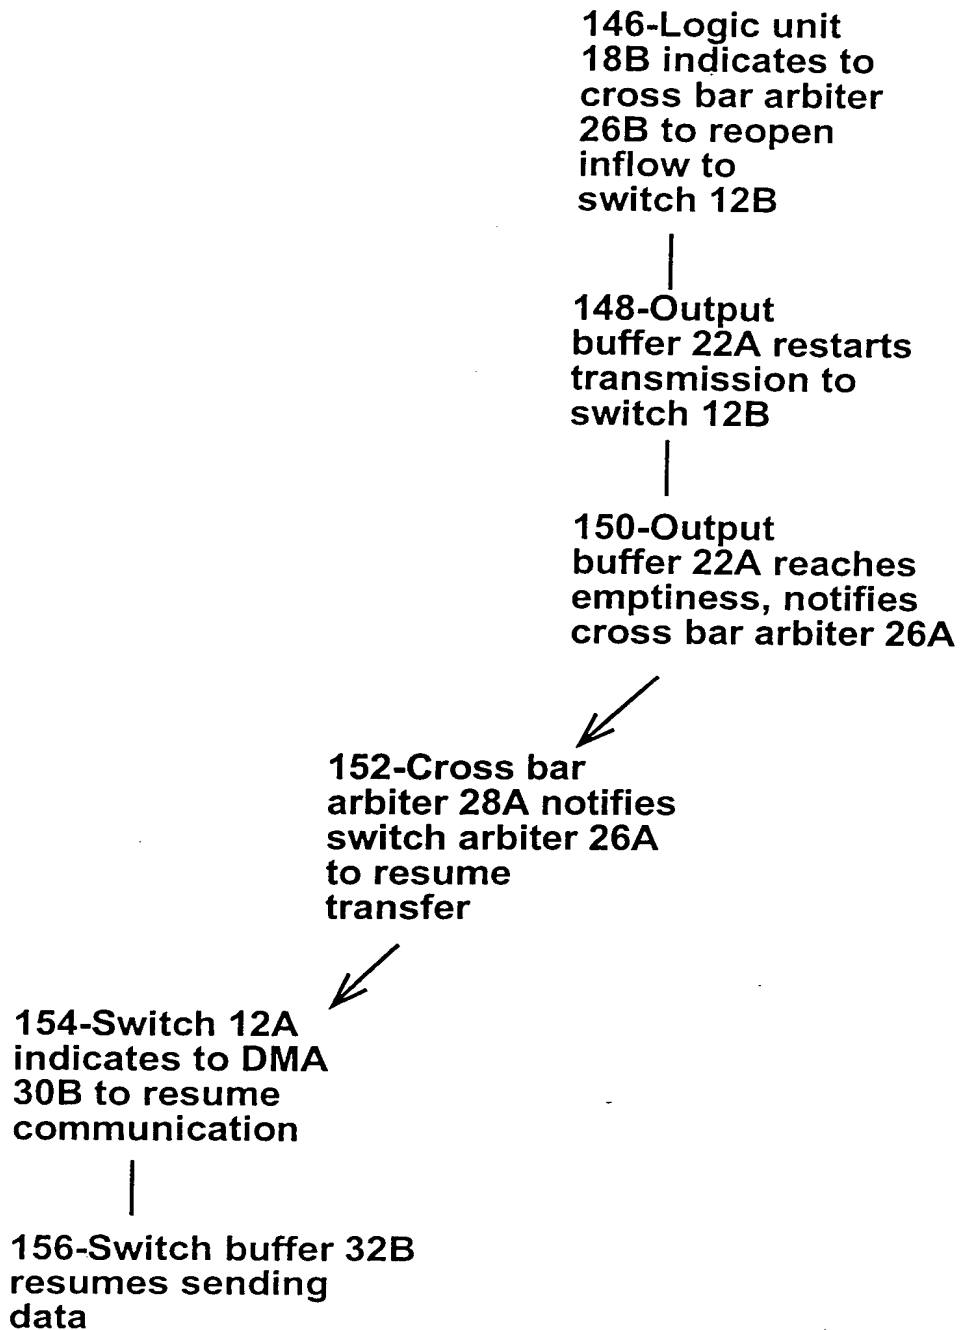 146-Logic unit
18B indicates to
cross bar arbiter
26B to reopen
inflow to
switch 12B
148-Output
buffer 22A restarts
transmission to
switch 12B
150-Output
buffer 22A reaches
emptiness, notifies
cross bar arbiter 26A
152-Cross bar
arbiter 28A notifies
switch arbiter 26A
to resume
transfer
154-Switch 12A
indicates to DMA
30B to resume
communication
156-Switch buffer 32B
resumes sending
data